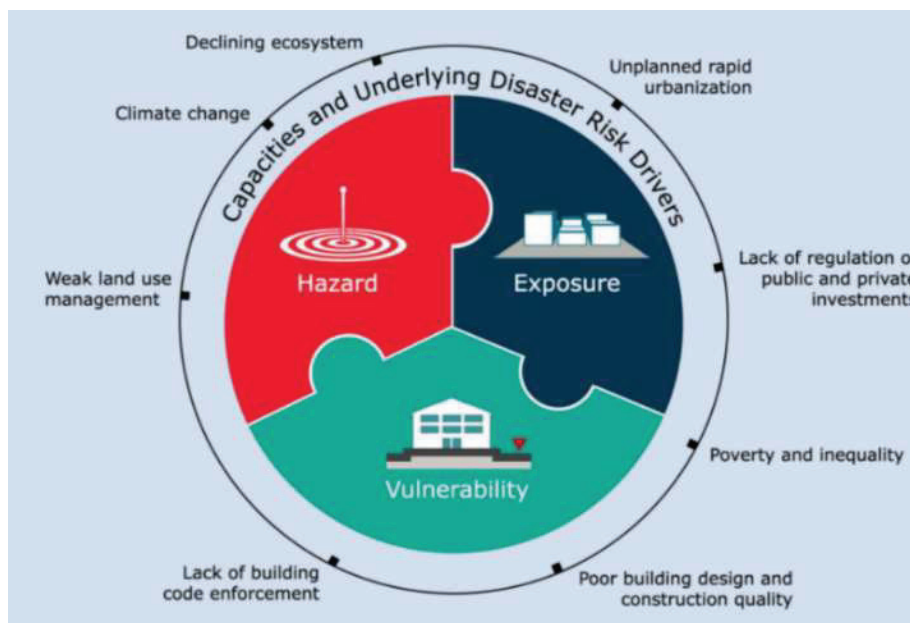 Declining ecosystem
Climate change
Weak land use
management
Lack of building
code enforcement
Capacities and Underlying Disaster Risk Drivers
Hazard
Exposure
Vulnerability
Unplanned rapid
urbanization
Lack of regulation o
public and private
investments
Poverty and inequality
Poor building design and
construction quality